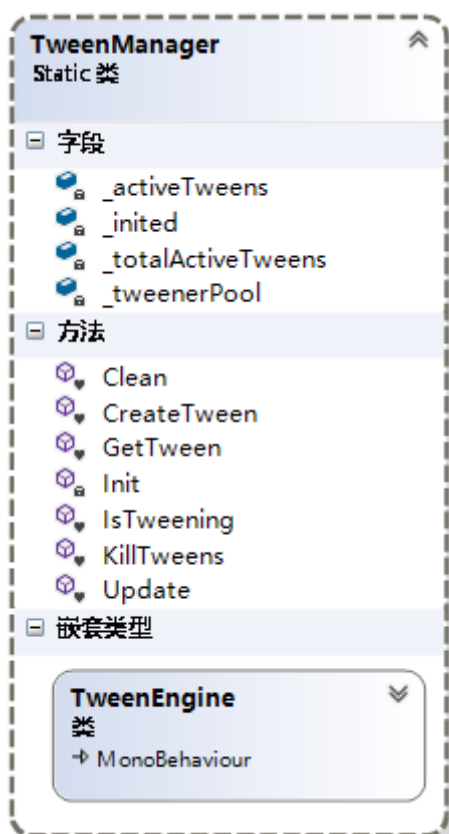 TweenManager
Static 类
字段
_activeTweens
_inited
_totalActiveTweens
_tweenerPool
方法
Clean
CreateTween
GetTween
Init
IsTweening
KillTweens
Update
嵌套类型
TweenEngine
类
MonoBehaviour